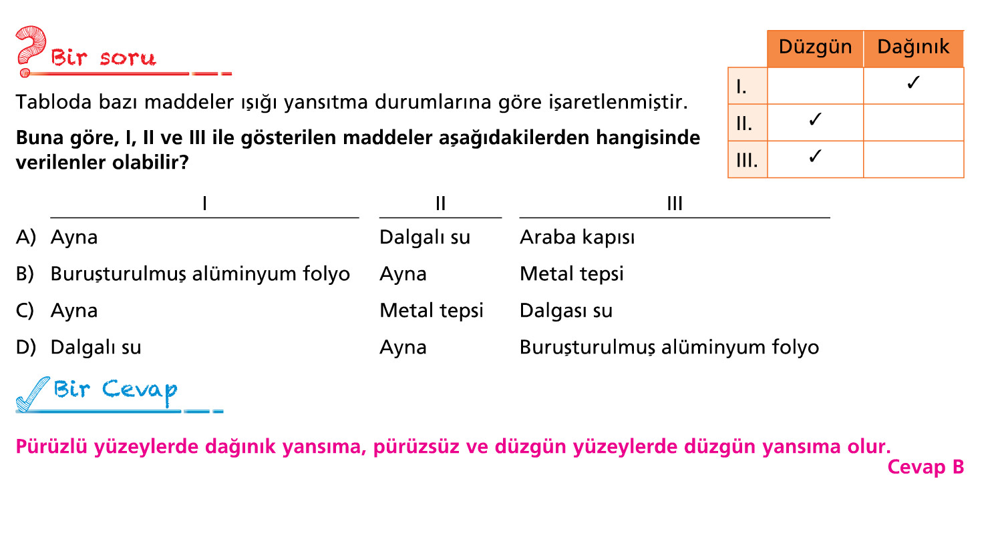 Bir soru
Tabloda bazı maddeler ışığı yansıtma durumlarına göre işaretlenmiştir.
Buna göre, I, II ve III ile gösterilen maddeler aşağıdakilerden hangisinde
verilenler olabilir?
Düzgün Dağınık
I. ✓
II. ✓
III. ✓
I II III
A) Ayna Dalgalı su Araba kapısı
B) Buruşturulmuş alüminyum folyo Ayna Metal tepsi
C) Ayna Metal tepsi Dalgası su
D) Dalgalı su Ayna Buruşturulmuş alüminyum folyo
Bir Cevap
Pürüzlü yüzeylerde dağınık yansıma, pürüzsüz ve düzgün yüzeylerde düzgün yansıma olur.
Cevap B